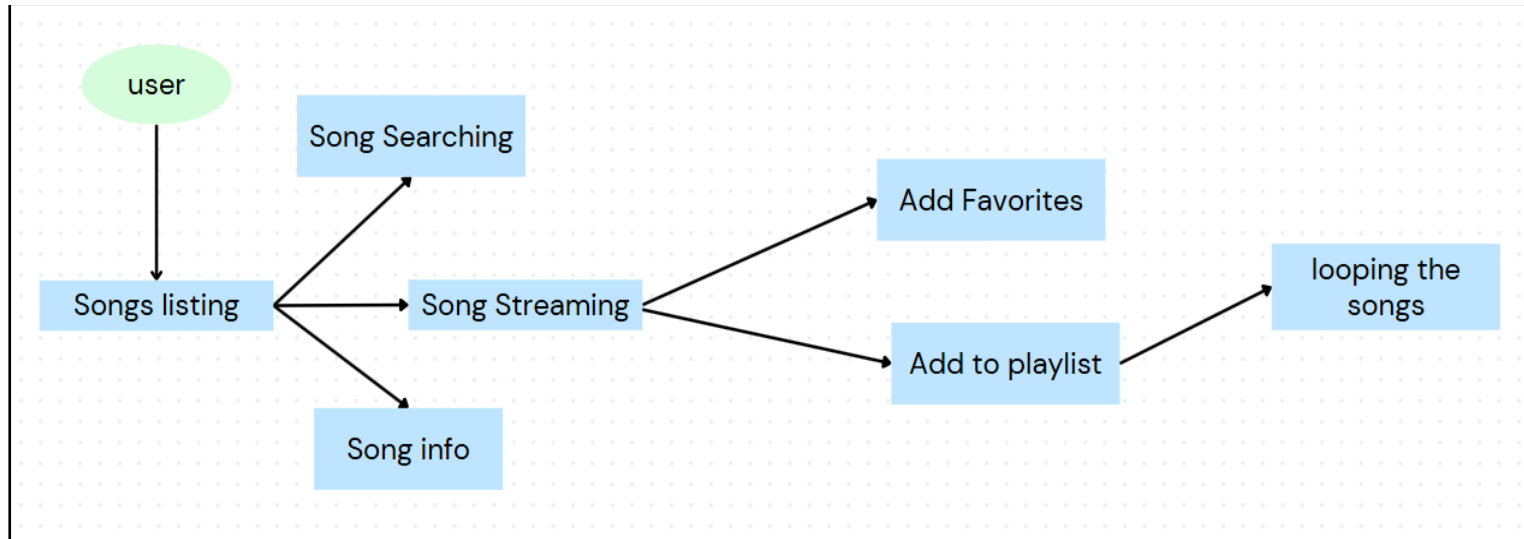 user
Song Searching
Add Favorites
looping the
songs
Songs listing
Song Streaming
Add to playlist
Song info